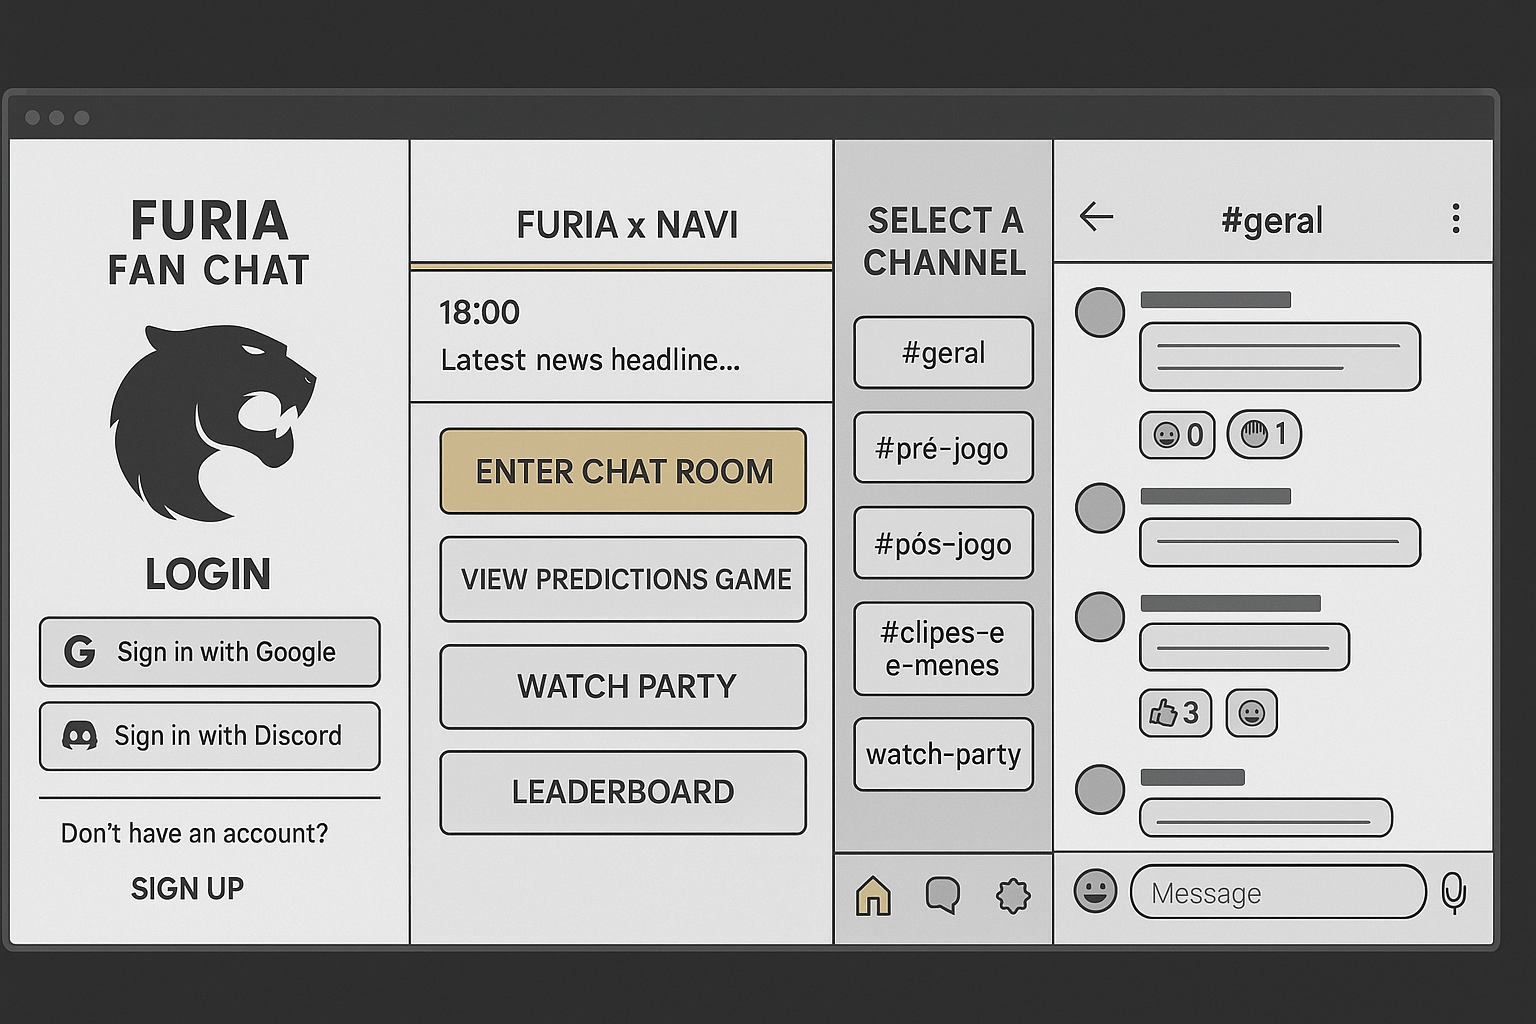 FURIA
FAN CHAT
LOGIN
G Sign in with Google
Sign in with Discord
Don't have an account?
SIGN UP
FURIA x NAVI
18:00
Latest news headline...
ENTER CHAT ROOM
VIEW PREDICTIONS GAME
WATCH PARTY
LEADERBOARD
SELECT A
CHANNEL
#geral
#pré-jogo
#pós-jogo
#clipes-e
e-menes
watch-party
#geral
0 1
3
Message